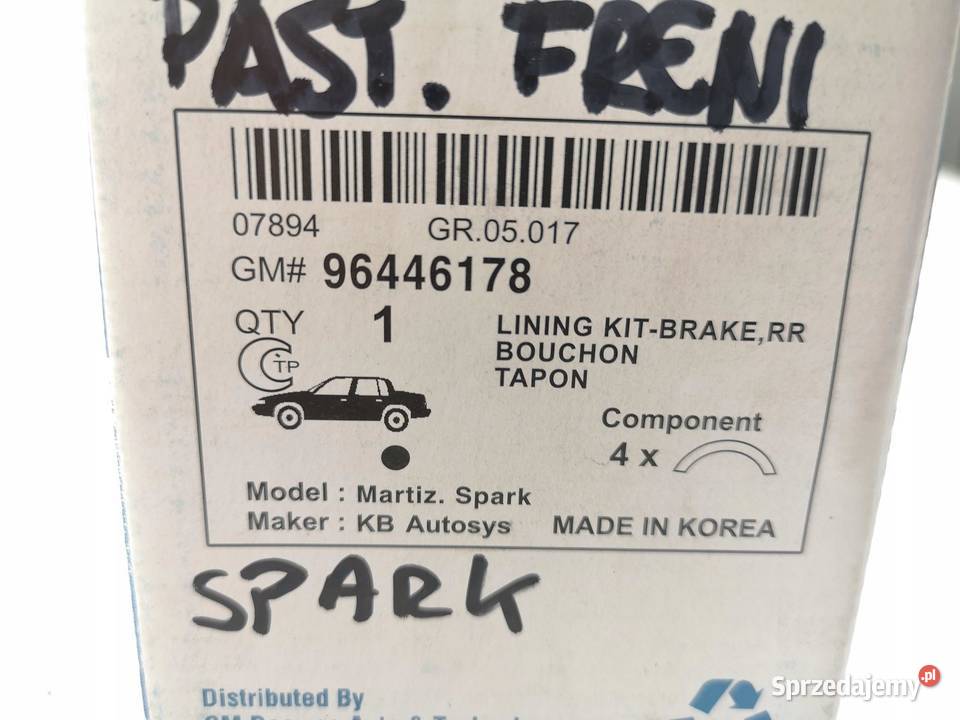 PAST. FRENI
07894 GR.05.017
GM# 96446178
QTY 1
LINING KIT-BRAKE,RR
BOUCHON
TAPON
TP
Component
4 x
Model : Martiz. Spark
Maker : KB Autosys MADE IN KOREA
SPARK
Distributed By
Sprzedajemy.pl